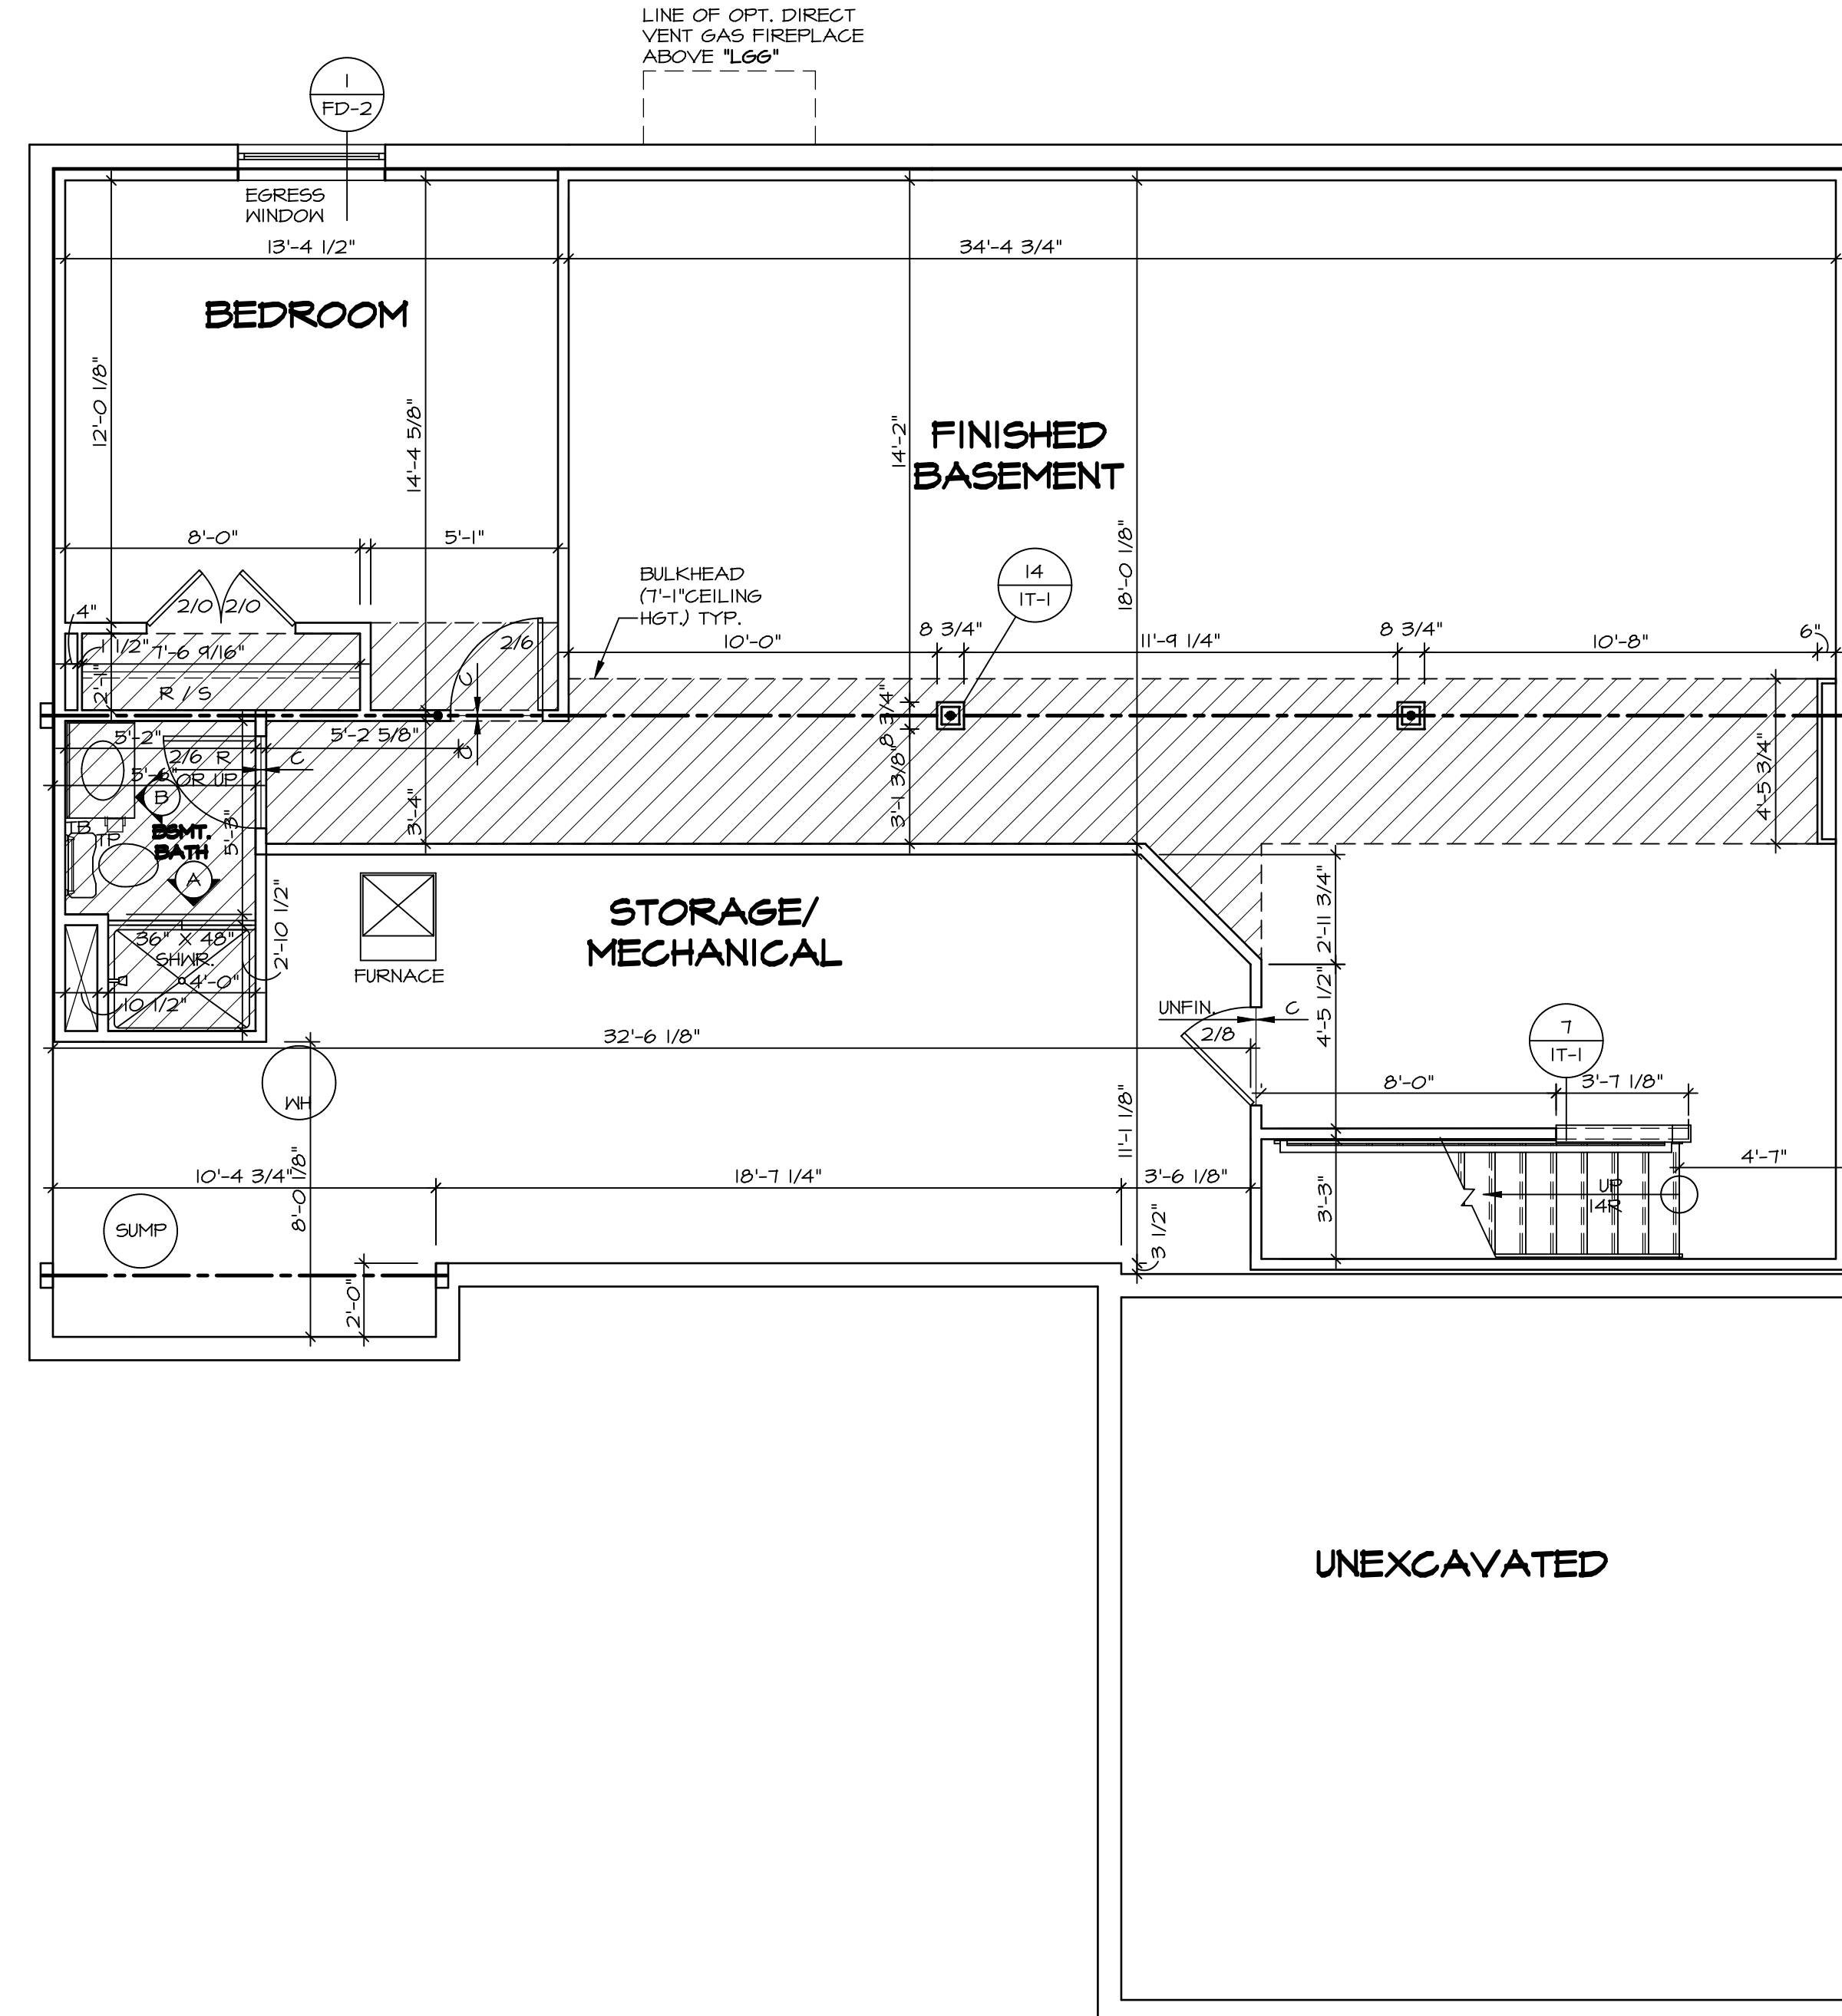 LINE OF OPT. DIRECT
VENT GAS FIREPLACE
ABOVE "LGG"
1
FD-2
EGRESS
WINDOW
13'-4 1/2"
34'-4 3/4"
BEDROOM
12'-0 1/8"
14'-4 5/8"
14'-2"
FINISHED
BASEMENT
18'-0 1/8"
8'-0"
5'-1"
BULKHEAD
(7'-1"CEILING
HGT.) TYP.
14
IT-1
2/0
2/0
4"
1 1/2"
7'-6 9/16"
2/6
10'-0"
8 3/4"
11'-9 1/4"
8 3/4"
10'-8"
6"
2'-1"
R / S
C
C
8 3/4"
5'-2"
5'-2 5/8"
2/6 R
C
5'-6"
OR UP
B
3'-4"
3'-1 3/8"
4'-5 3/4"
TB
TP
BSMT.
BATH
5'-3"
A
2'-10 1/2"
36" X 48"
SHWR.
4'-0"
10 1/2"
FURNACE
STORAGE/
MECHANICAL
2'-11 3/4"
4'-5 1/2"
UNFIN.
C
2/8
7
IT-1
32'-6 1/8"
WH
8'-0"
3'-7 1/8"
11'-1 1/8"
10'-4 3/4"
8'-0 1/8"
18'-7 1/4"
3'-6 1/8"
4'-7"
UP
14R
3'-3"
SUMP
3 1/2"
2'-0"
UNEXCAVATED